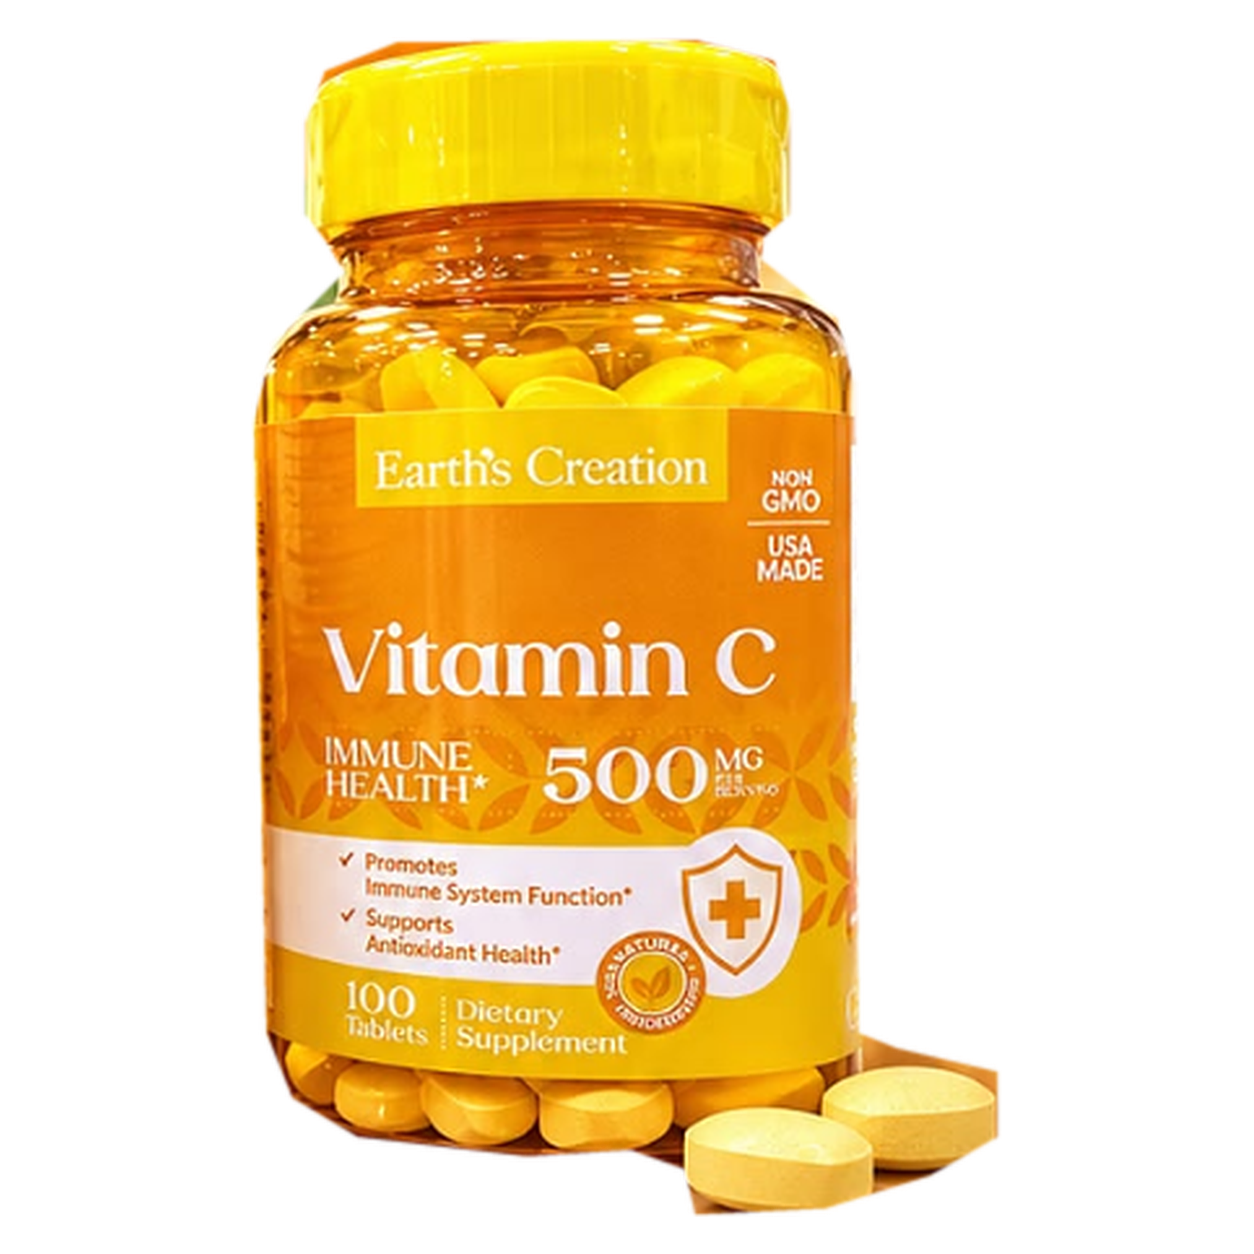 Earth's Creation
NON
GMO
USA
MADE
Vitamin C
IMMUNE
HEALTH*
500 MG
✓ Promotes
Immune System Function*
✓ Supports
Antioxidant Health*
100
Tablets
Dietary
Supplement